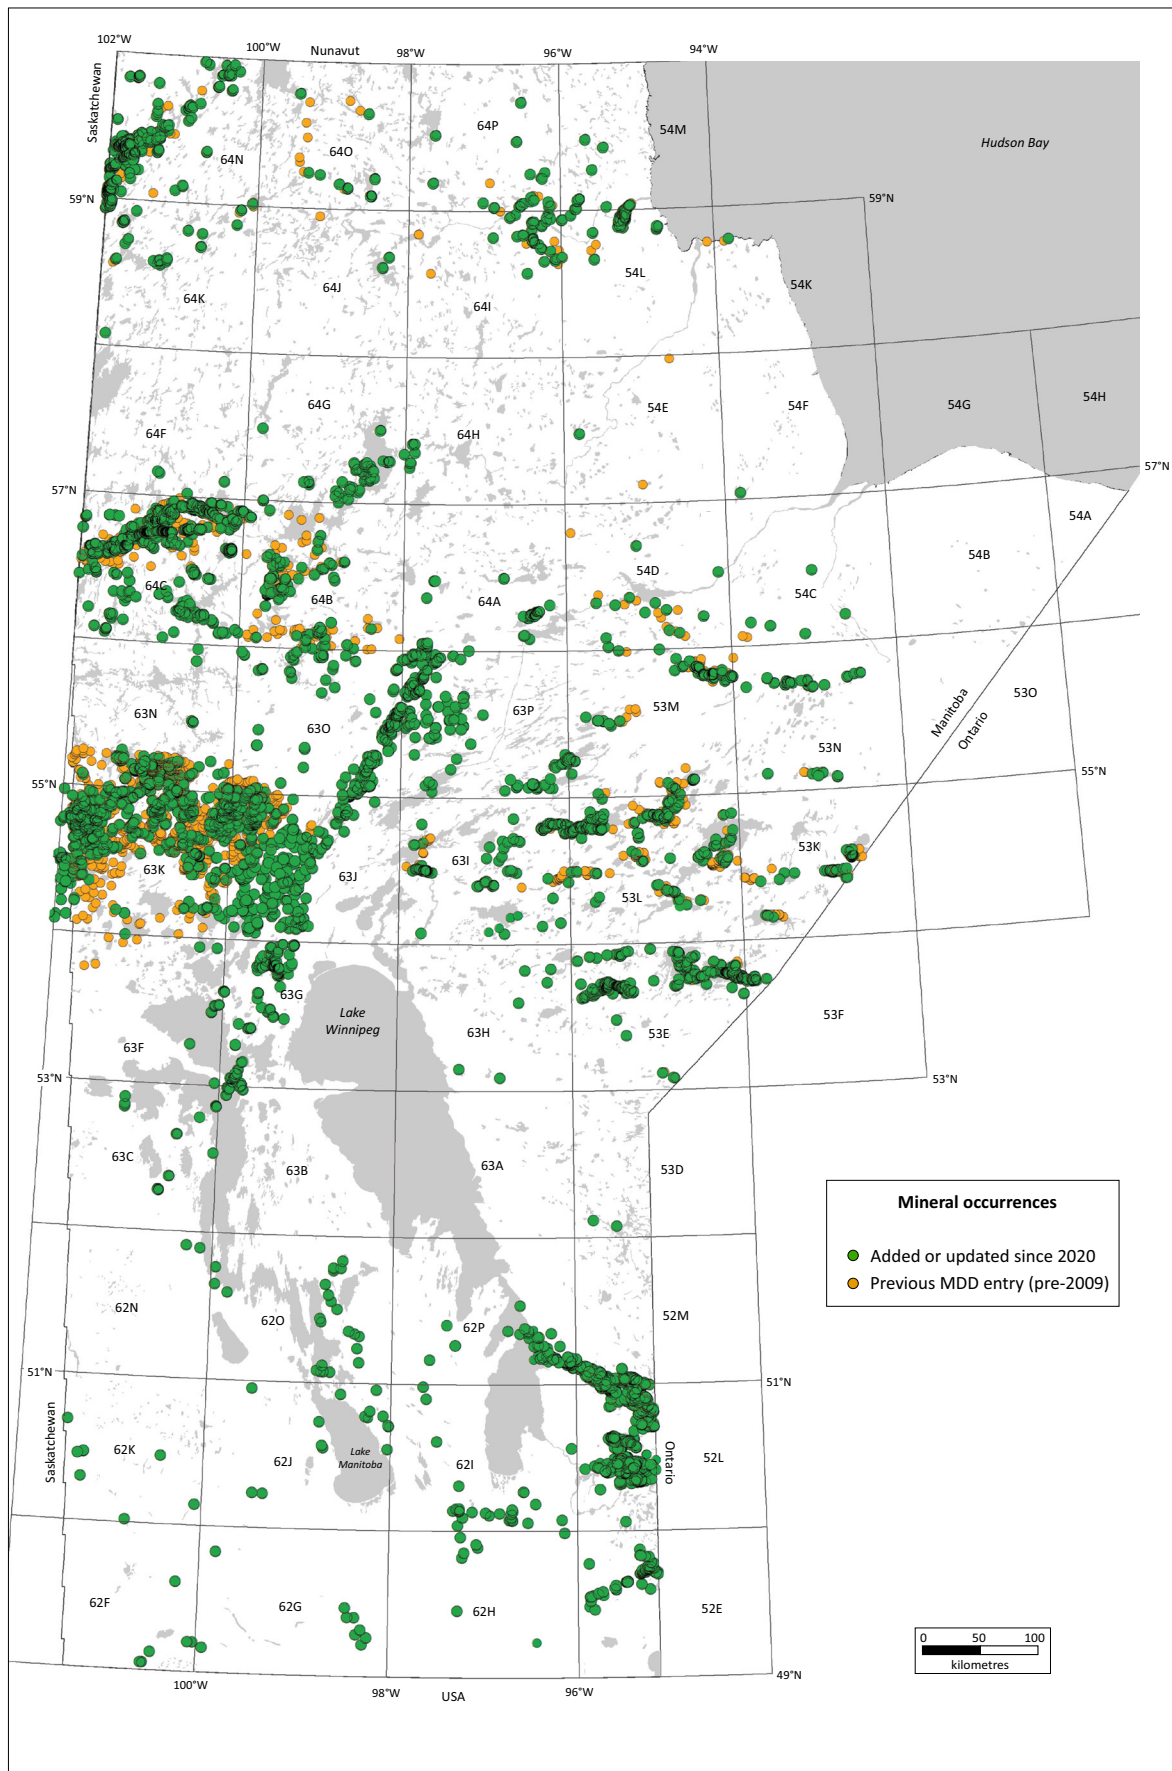 102°W
100°W
Nunavut
98°W
96°W
94°W
Saskatchewan
64P
54M
Hudson Bay
64N
64O
59°N
59°N
54L
54K
64K
64J
64I
64G
54E
54F
54G
54H
64F
64H
57°N
57°N
54A
54B
64C
64B
64A
54D
54C
63N
63O
63P
53M
53N
Manitoba
Ontario
53O
55°N
55°N
63K
63J
63I
53L
53K
63G
Lake
Winnipeg
63H
53E
53F
63F
53°N
53°N
63C
63B
63A
53D
Mineral occurrences
Added or updated since 2020
Previous MDD entry (pre-2009)
62N
62O
62P
52M
51°N
51°N
Saskatchewan
62K
62J
Lake
Manitoba
62I
Ontario
52L
62F
62G
62H
52E
0 50 100
kilometres
49°N
100°W
98°W
96°W
USA